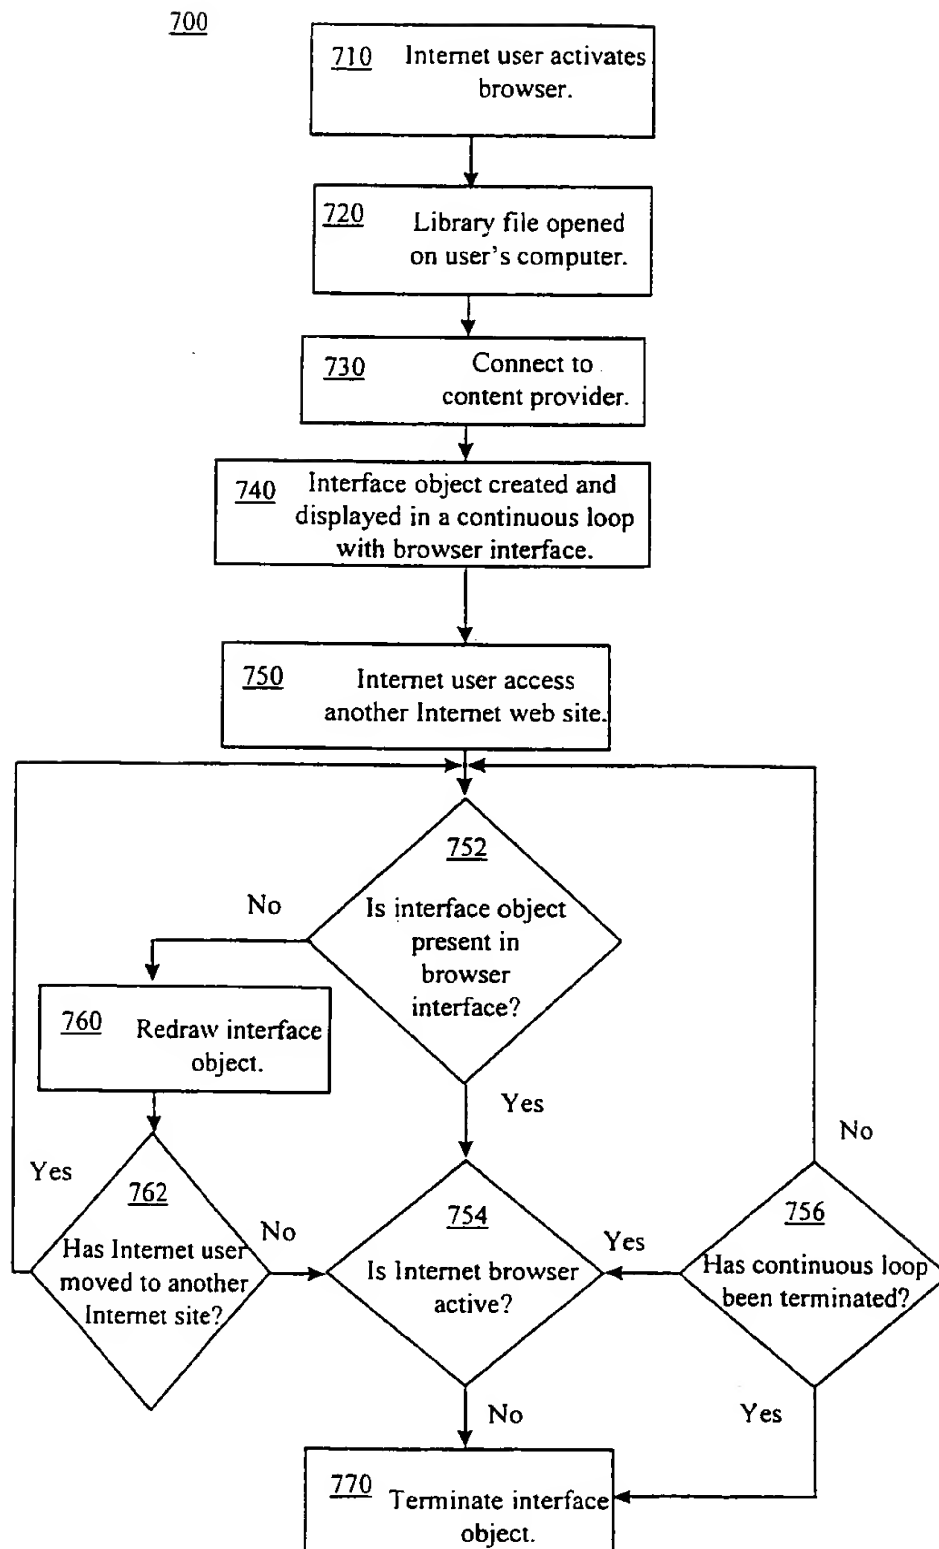 700
710 Internet user activates
browser.
720
Library file opened
on user's computer.
730 Connect to
content provider.
740 Interface object created and
displayed in a continuous loop
with browser interface.
750 Internet user access
another Internet web site.
752
Is interface object
present in
browser
interface?
No
Yes
760 Redraw interface
object.
762
Has Internet user
moved to another
Internet site?
Yes
No
754
Is Internet browser
active?
Yes
No
756
Has continuous loop
been terminated?
No
Yes
770 Terminate interface
object.